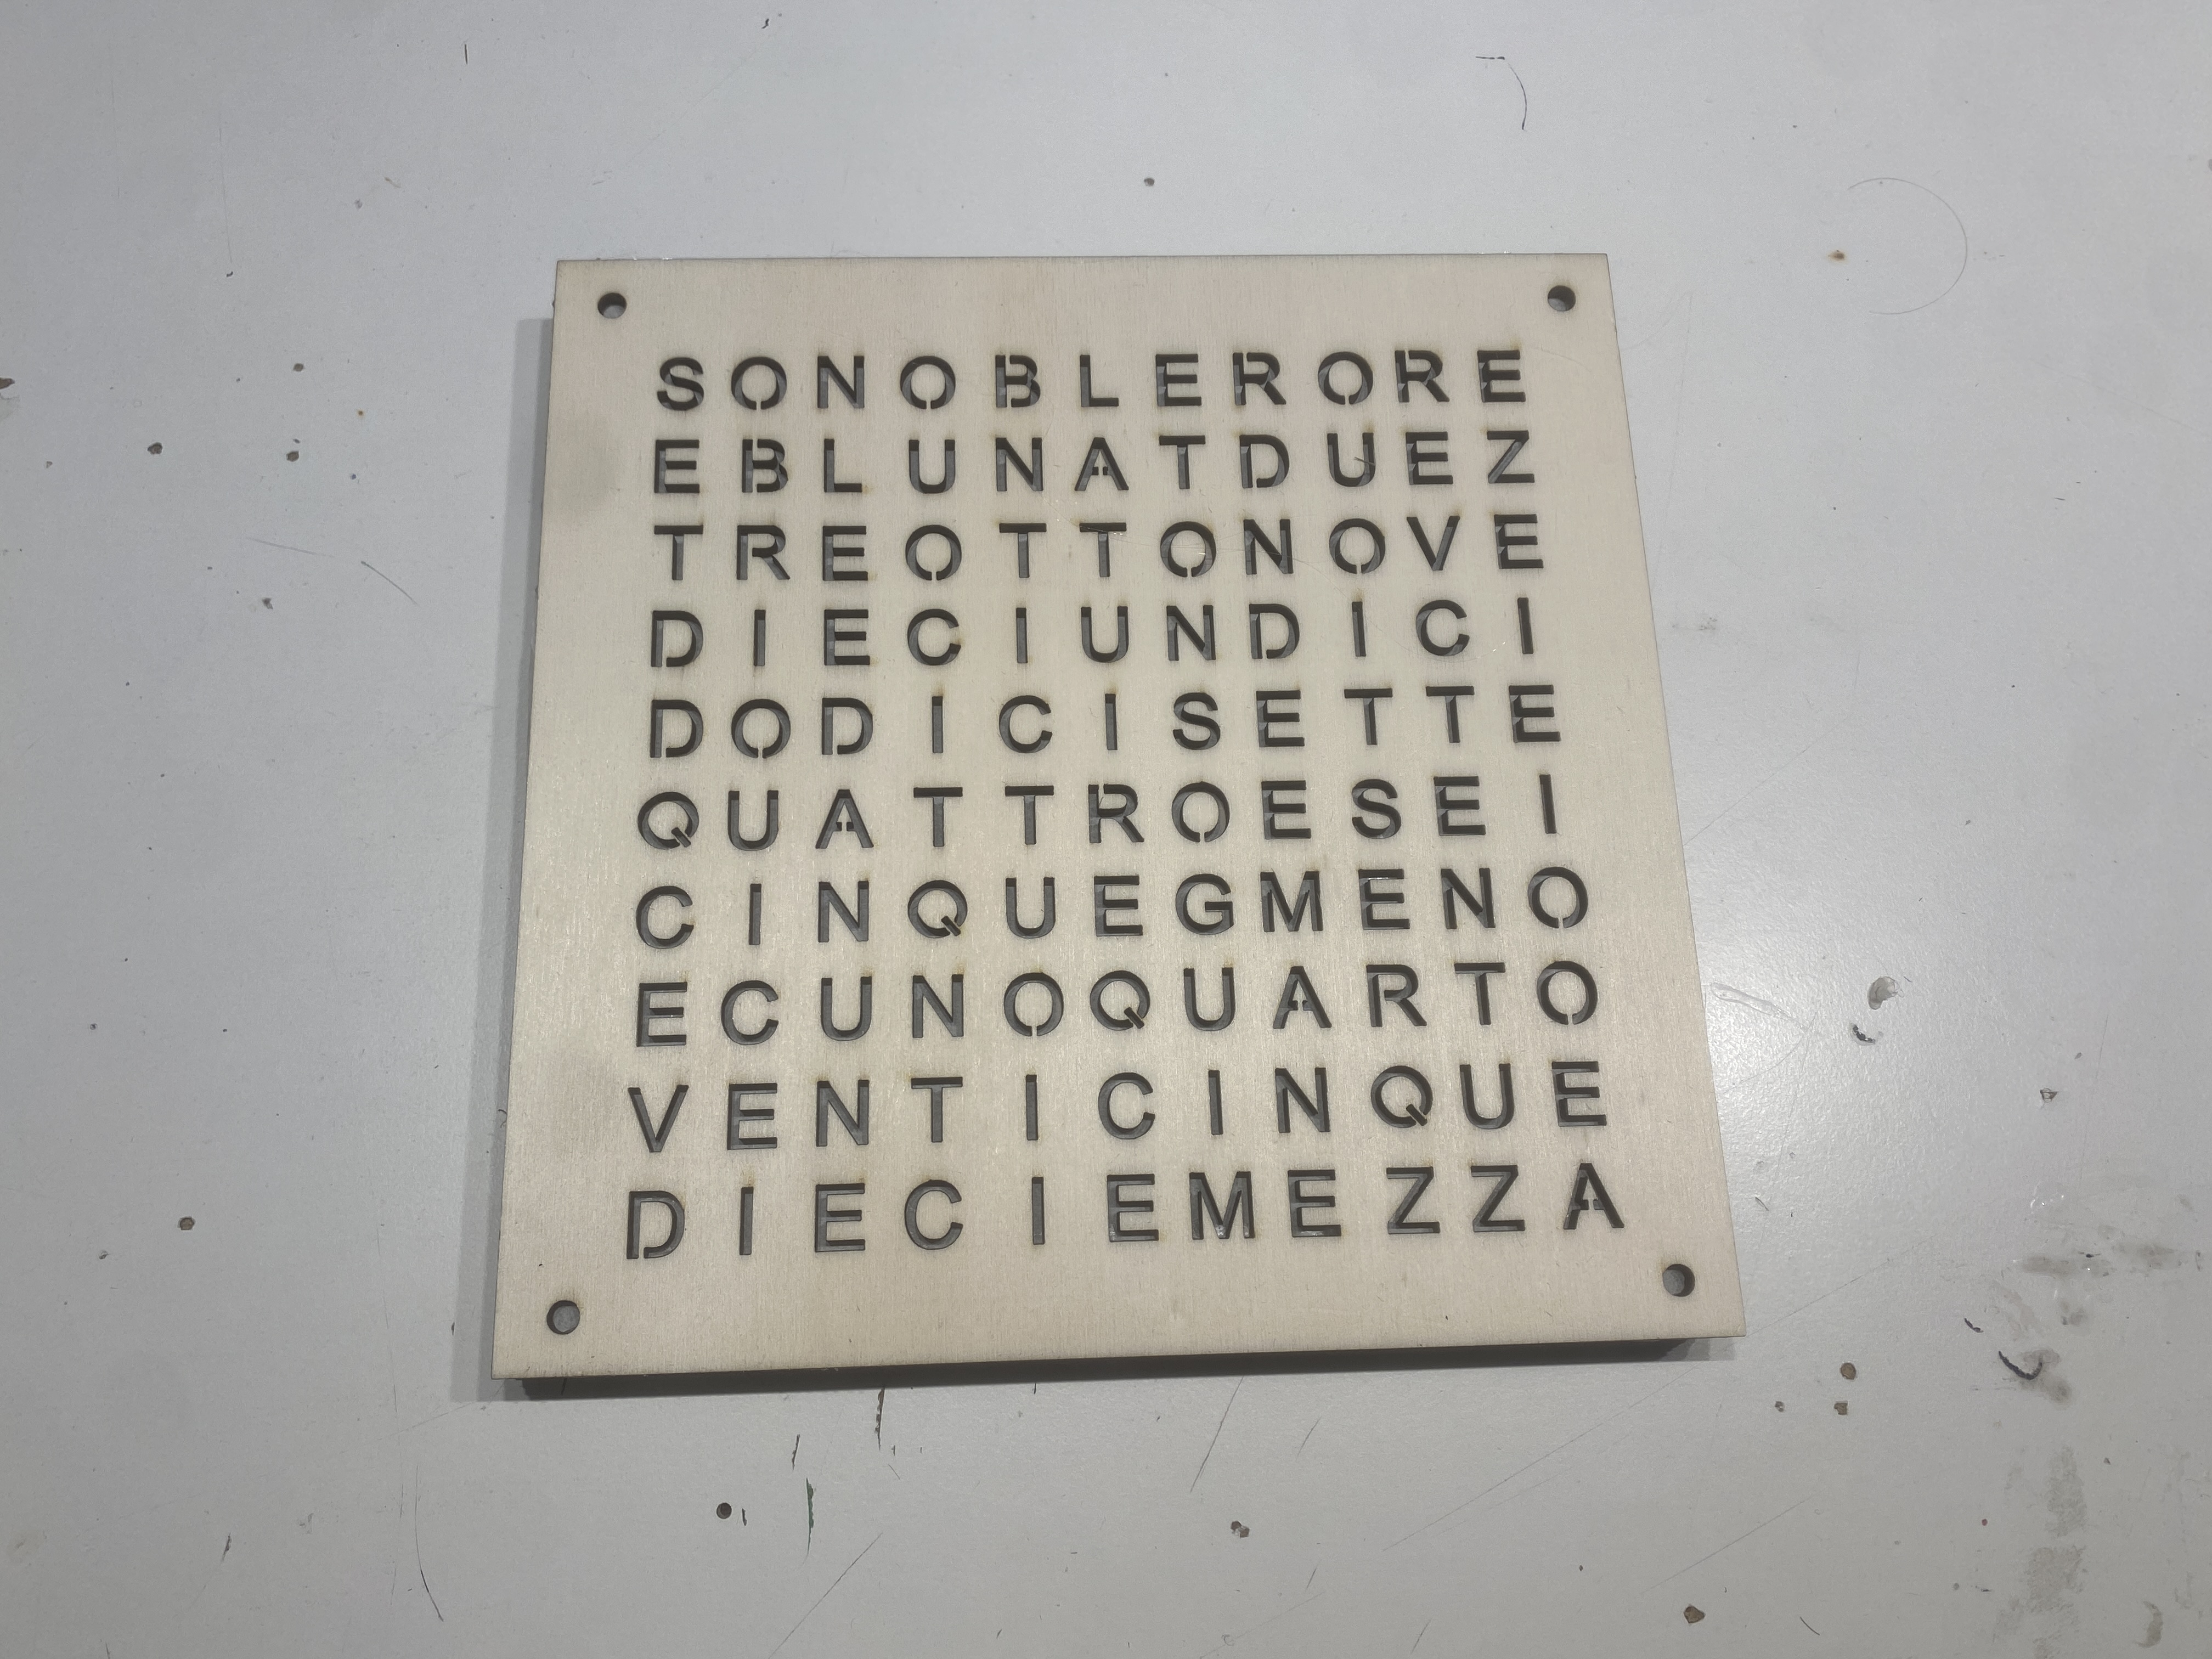 SONOBLERORE
EBLUNATDUEZ
TREOTTONOVE
DIECIUNDICI
DODICISETTE
QUATTROESEI
CINQUEGMENO
ECUNOQUARTO
VENTICINQUE
DIECIEMEZZA